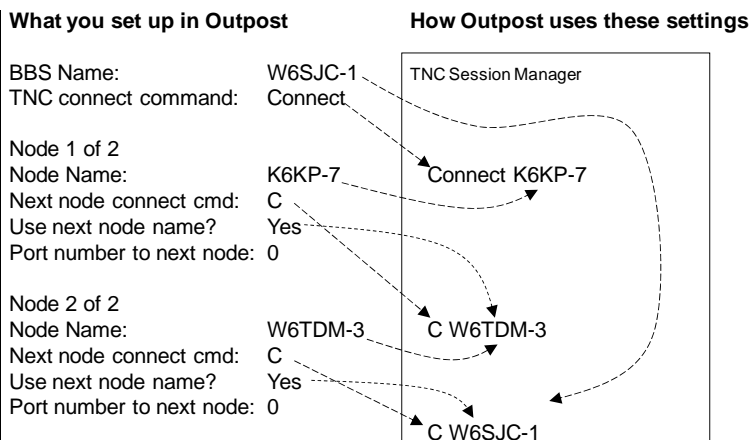 What you set up in Outpost
How Outpost uses these settings
BBS Name: W6SJC-1
TNC connect command: Connect
Node 1 of 2
Node Name: K6KP-7
Next node connect cmd: C
Use next node name? Yes
Port number to next node: 0
Node 2 of 2
Node Name: W6TDM-3
Next node connect cmd: C
Use next node name? Yes
Port number to next node: 0
TNC Session Manager
Connect K6KP-7
C W6TDM-3
C W6SJC-1